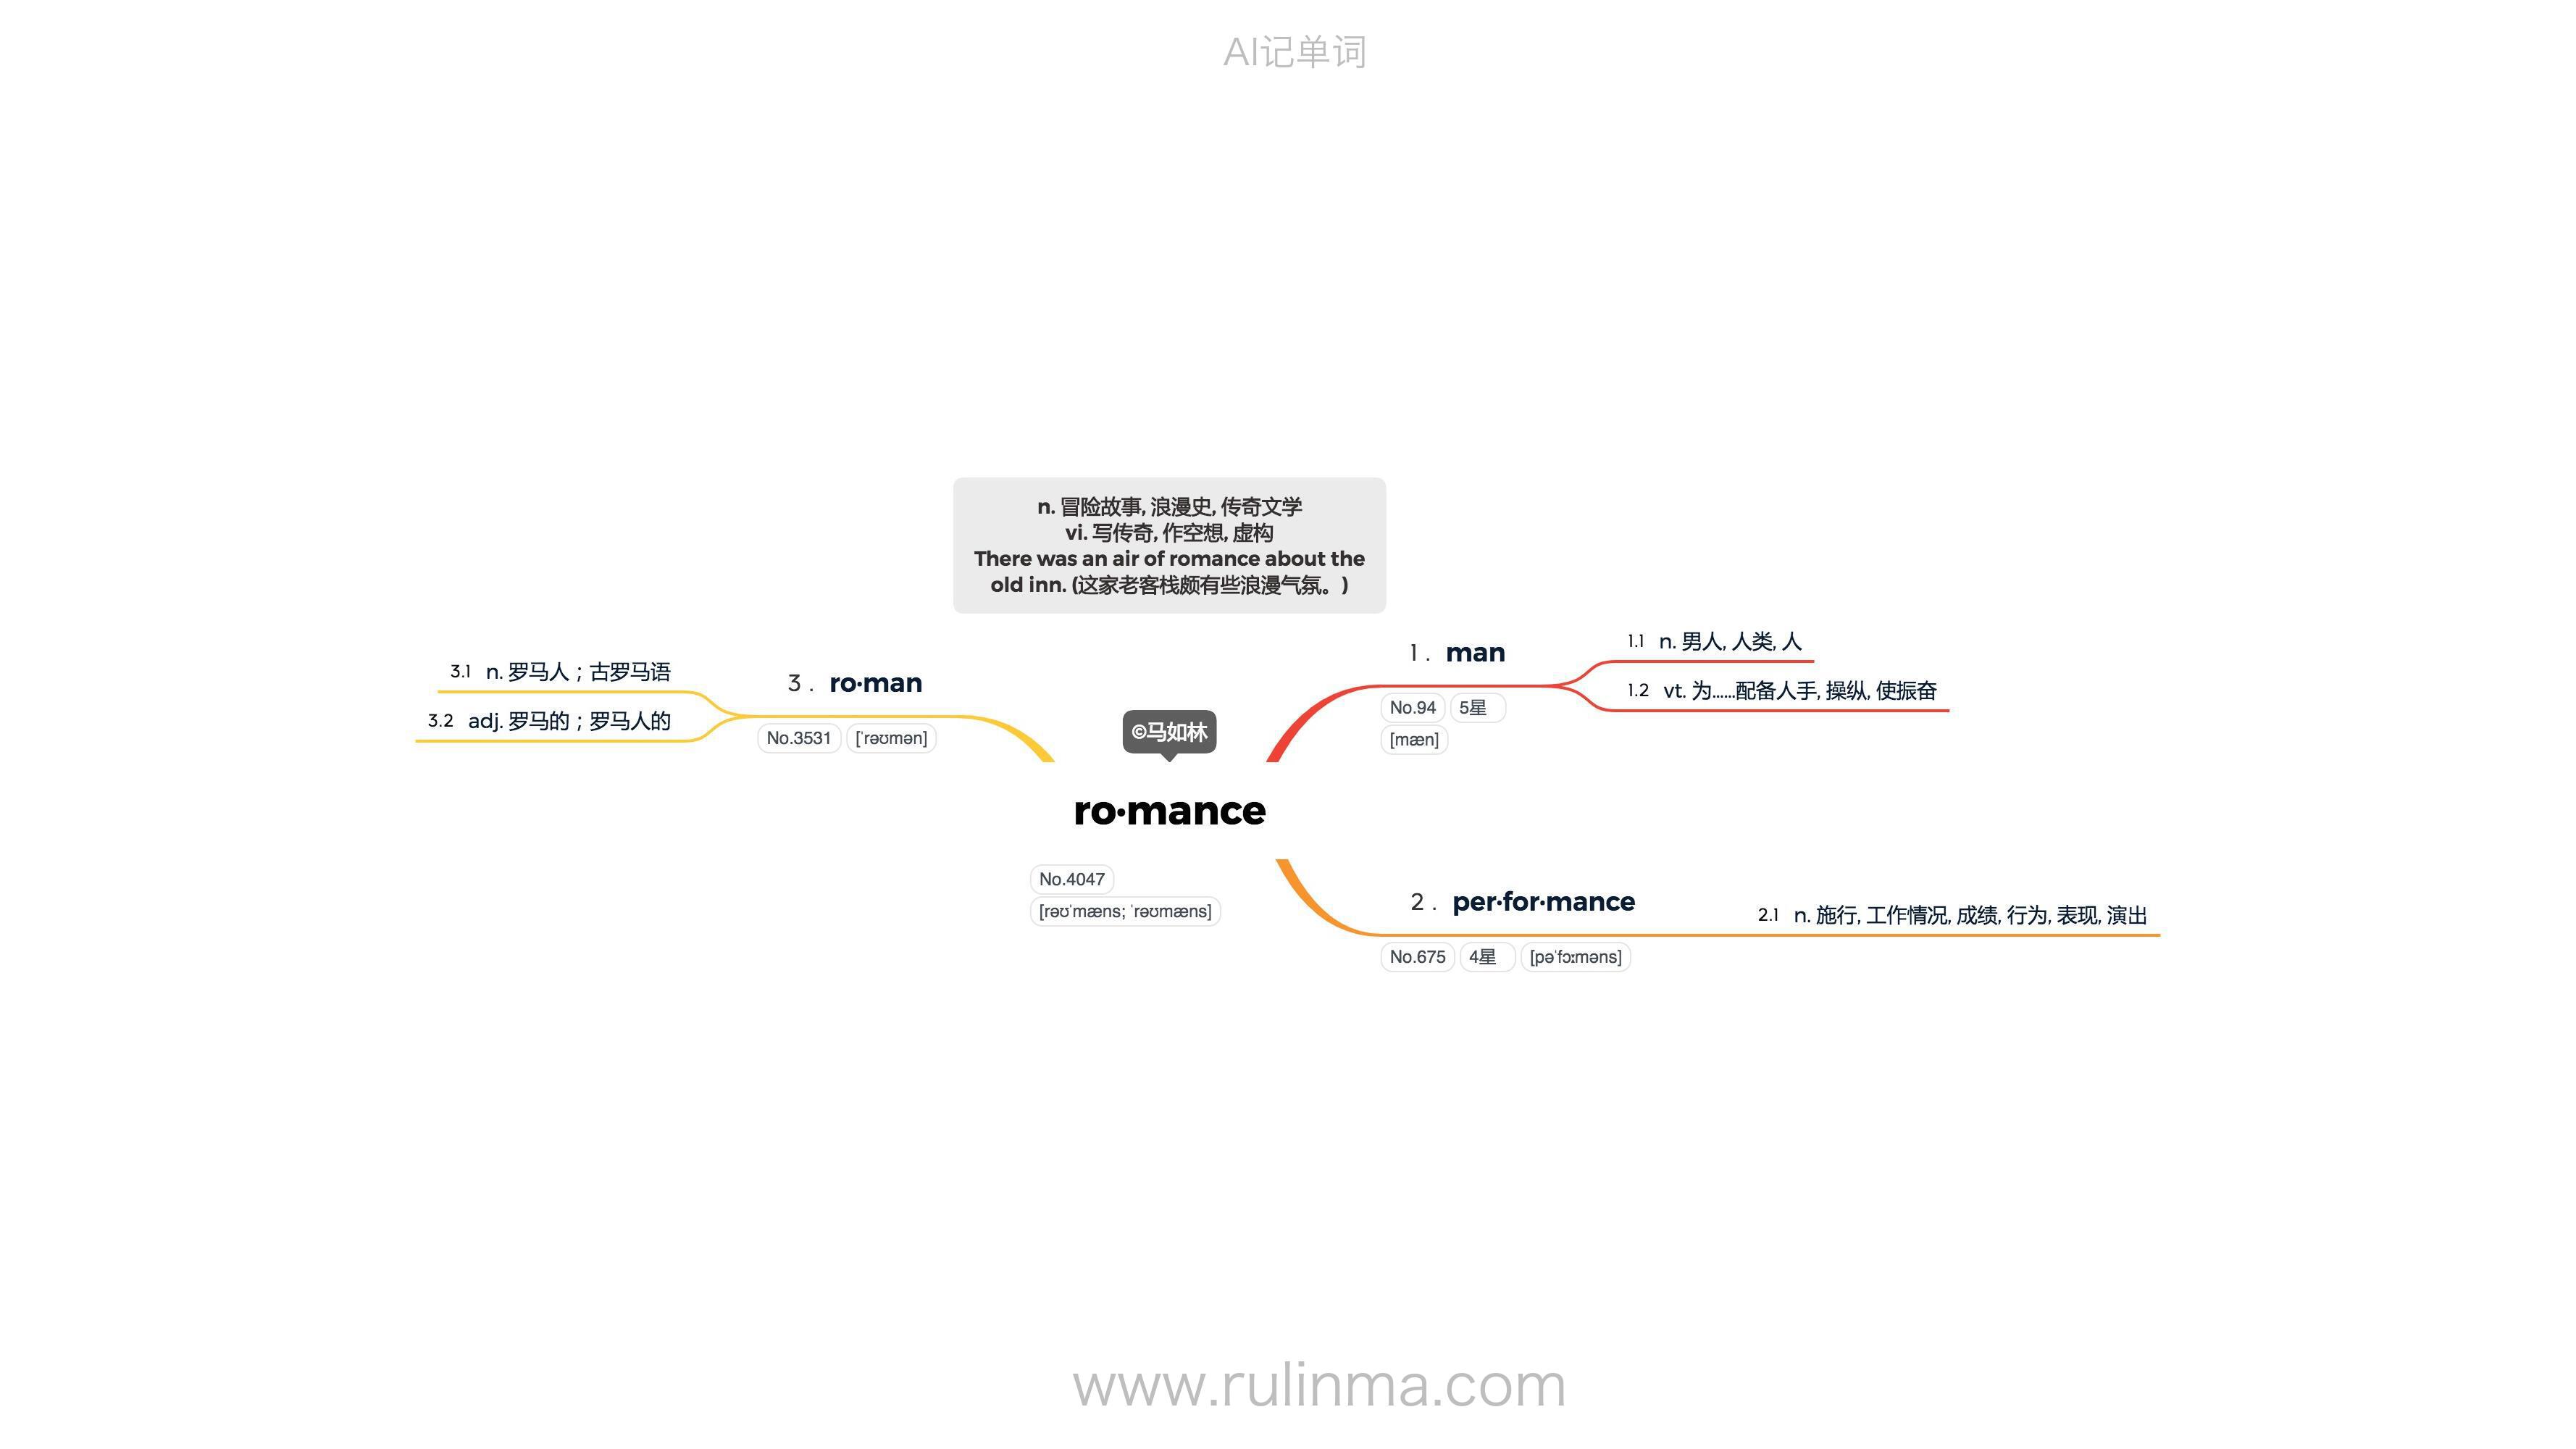 AI记单词
n. 冒险故事, 浪漫史, 传奇文学
vi. 写传奇, 作空想, 虚构
There was an air of romance about the
old inn. (这家老客栈颇有些浪漫气氛。)
©马如林
ro·mance
No.4047
[rəʊˈmæns; ˈrəʊmæns]
1. man
No.94 5星
[mæn]
1.1 n. 男人, 人类, 人
1.2 vt. 为……配备人手, 操纵, 使振奋
2. per·for·mance
No.675 4星 [pəˈfɔːməns]
2.1 n. 施行, 工作情况, 成绩, 行为, 表现, 演出
3. ro·man
No.3531 [ˈrəʊmən]
3.1 n. 罗马人；古罗马语
3.2 adj. 罗马的；罗马人的
www.rulinma.com